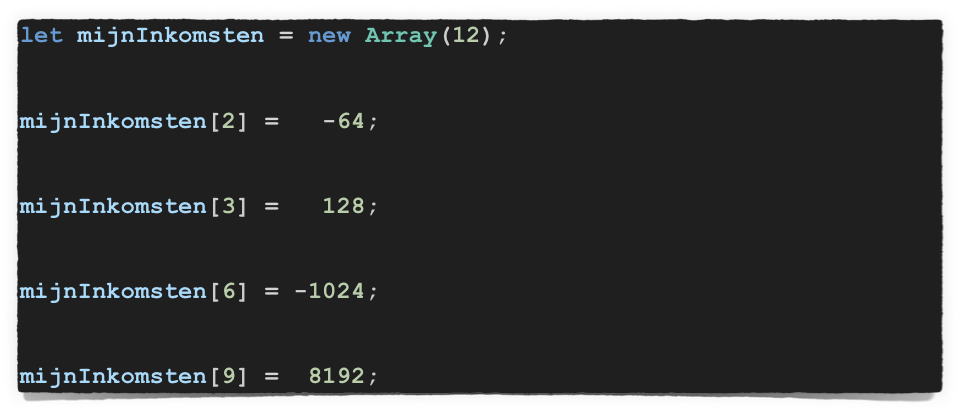 let mijnInkomsten = new Array(12);
mijnInkomsten[2] =   -64;
mijnInkomsten[3] =   128;
mijnInkomsten[6] = -1024;
mijnInkomsten[9] =  8192;